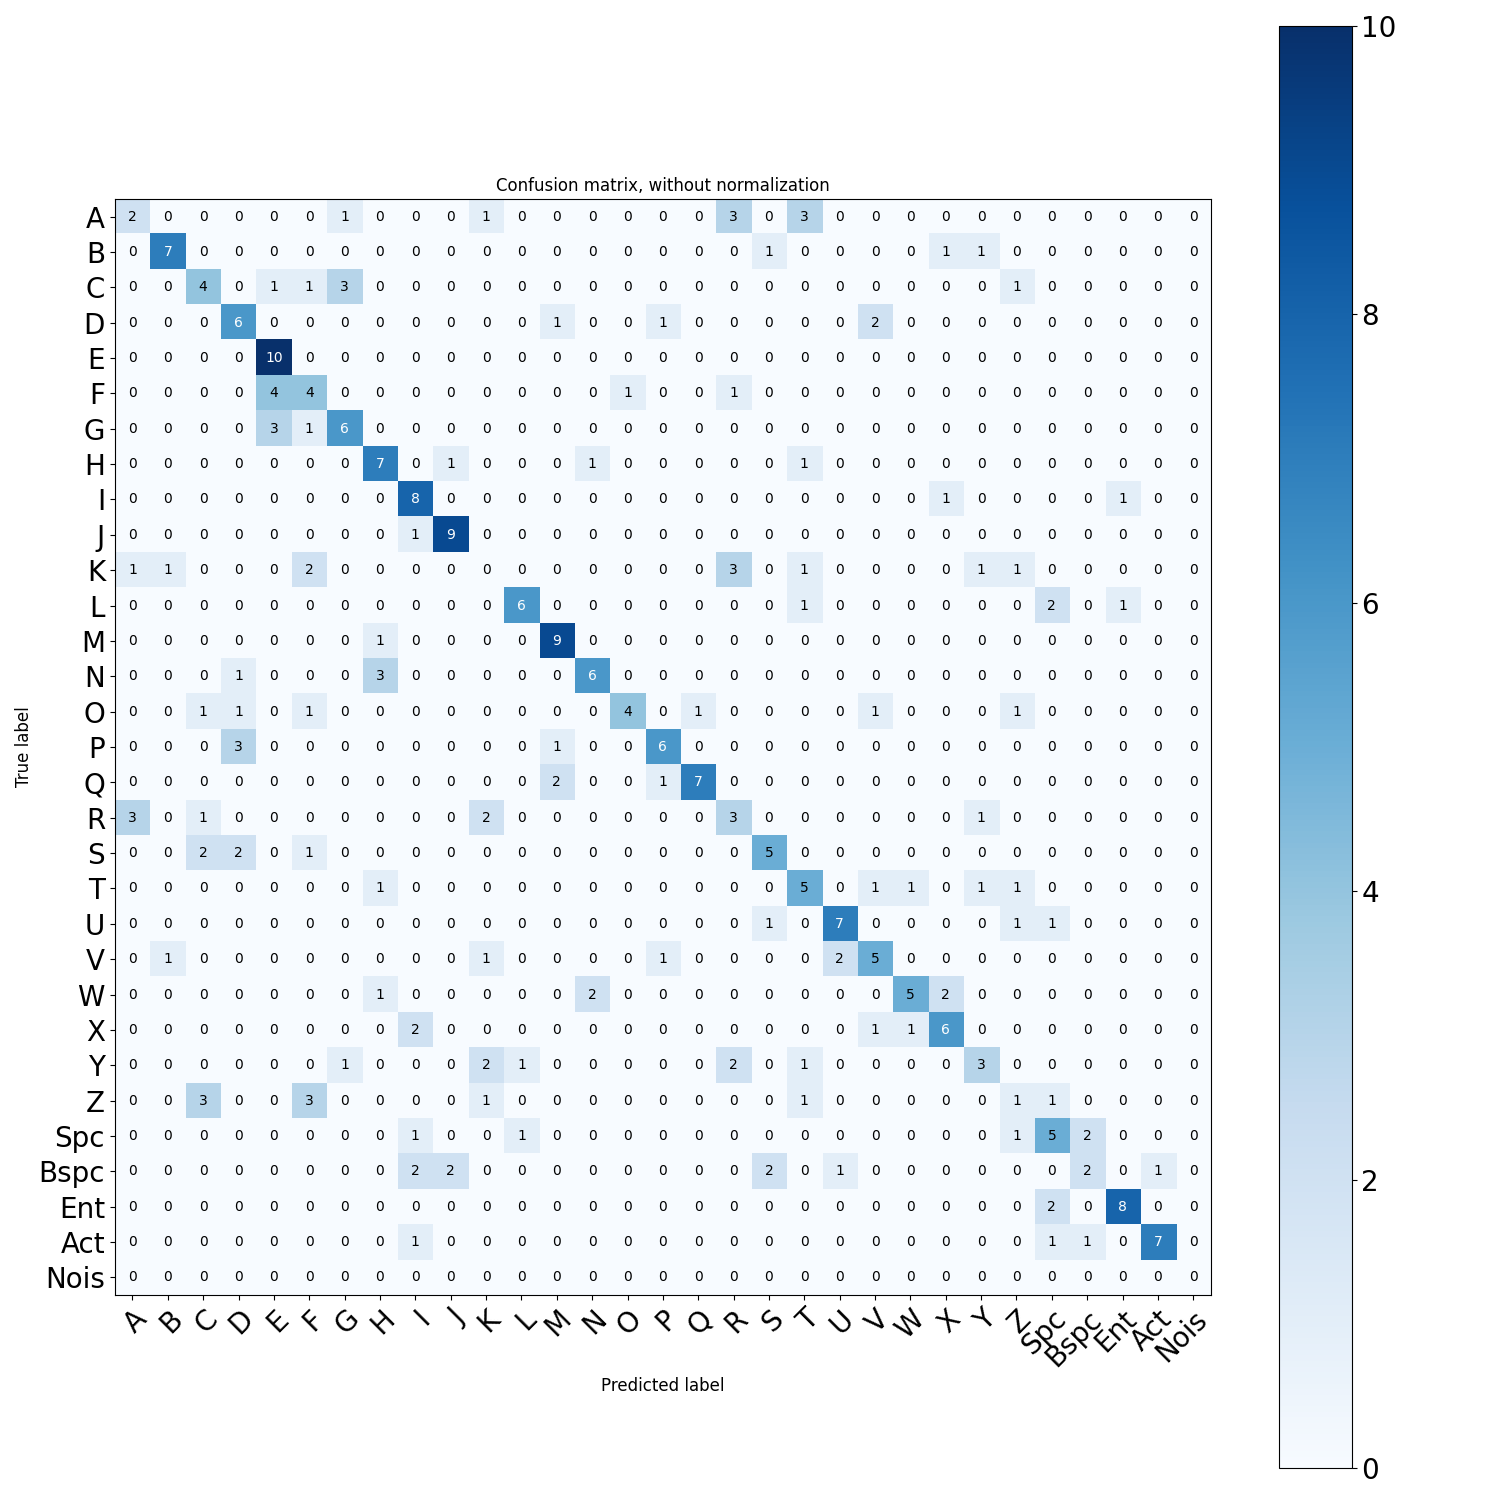 Confusion matrix, without normalization
A 2 0 0 0 0 0 1 0 0 0 1 0 0 0 0 0 0 3 0 3 0 0 0 0 0 0 0 0 0 0 0
B 0 7 0 0 0 0 0 0 0 0 0 0 0 0 0 0 0 0 1 0 0 0 0 1 1 0 0 0 0 0 0
C 0 0 4 0 1 1 3 0 0 0 0 0 0 0 0 0 0 0 0 0 0 0 0 0 0 1 0 0 0 0 0
D 0 0 0 6 0 0 0 0 0 0 0 0 1 0 0 1 0 0 0 0 0 2 0 0 0 0 0 0 0 0 0
E 0 0 0 0 10 0 0 0 0 0 0 0 0 0 0 0 0 0 0 0 0 0 0 0 0 0 0 0 0 0 0
F 0 0 0 0 4 4 0 0 0 0 0 0 0 0 1 0 0 1 0 0 0 0 0 0 0 0 0 0 0 0 0
G 0 0 0 0 3 1 6 0 0 0 0 0 0 0 0 0 0 0 0 0 0 0 0 0 0 0 0 0 0 0 0
H 0 0 0 0 0 0 0 7 0 1 0 0 0 1 0 0 0 0 0 1 0 0 0 0 0 0 0 0 0 0 0
I 0 0 0 0 0 0 0 0 8 0 0 0 0 0 0 0 0 0 0 0 0 0 0 1 0 0 0 0 1 0 0
J 0 0 0 0 0 0 0 0 1 9 0 0 0 0 0 0 0 0 0 0 0 0 0 0 0 0 0 0 0 0 0
K 1 1 0 0 0 2 0 0 0 0 0 0 0 0 0 0 0 3 0 1 0 0 0 0 1 1 0 0 0 0 0
L 0 0 0 0 0 0 0 0 0 0 0 6 0 0 0 0 0 0 0 1 0 0 0 0 0 0 2 0 1 0 0
M 0 0 0 0 0 0 0 1 0 0 0 0 9 0 0 0 0 0 0 0 0 0 0 0 0 0 0 0 0 0 0
N 0 0 0 1 0 0 0 3 0 0 0 0 0 6 0 0 0 0 0 0 0 0 0 0 0 0 0 0 0 0 0
O 0 0 1 1 0 1 0 0 0 0 0 0 0 0 4 0 1 0 0 0 0 1 0 0 0 1 0 0 0 0 0
P 0 0 0 3 0 0 0 0 0 0 0 0 1 0 0 6 0 0 0 0 0 0 0 0 0 0 0 0 0 0 0
Q 0 0 0 0 0 0 0 0 0 0 0 0 2 0 0 1 7 0 0 0 0 0 0 0 0 0 0 0 0 0 0
R 3 0 1 0 0 0 0 0 0 0 2 0 0 0 0 0 0 3 0 0 0 0 0 0 1 0 0 0 0 0 0
S 0 0 2 2 0 1 0 0 0 0 0 0 0 0 0 0 0 0 5 0 0 0 0 0 0 0 0 0 0 0 0
T 0 0 0 0 0 0 0 1 0 0 0 0 0 0 0 0 0 0 0 5 0 1 1 0 1 1 0 0 0 0 0
U 0 0 0 0 0 0 0 0 0 0 0 0 0 0 0 0 0 0 1 0 7 0 0 0 0 1 1 0 0 0 0
V 0 1 0 0 0 0 0 0 0 0 1 0 0 0 0 1 0 0 0 0 2 5 0 0 0 0 0 0 0 0 0
W 0 0 0 0 0 0 0 1 0 0 0 0 0 2 0 0 0 0 0 0 0 0 5 2 0 0 0 0 0 0 0
X 0 0 0 0 0 0 0 0 2 0 0 0 0 0 0 0 0 0 0 0 0 1 1 6 0 0 0 0 0 0 0
Y 0 0 0 0 0 0 1 0 0 0 2 1 0 0 0 0 0 2 0 1 0 0 0 0 3 0 0 0 0 0 0
Z 0 0 3 0 0 3 0 0 0 0 1 0 0 0 0 0 0 0 0 1 0 0 0 0 0 1 1 0 0 0 0
Spc 0 0 0 0 0 0 0 0 1 0 0 1 0 0 0 0 0 0 0 0 0 0 0 0 0 1 5 2 0 0 0
Bspc 0 0 0 0 0 0 0 0 2 2 0 0 0 0 0 0 0 0 2 0 1 0 0 0 0 0 0 2 0 1 0
Ent 0 0 0 0 0 0 0 0 0 0 0 0 0 0 0 0 0 0 0 0 0 0 0 0 0 0 2 0 8 0 0
Act 0 0 0 0 0 0 0 0 1 0 0 0 0 0 0 0 0 0 0 0 0 0 0 0 0 0 1 1 0 7 0
Nois 0 0 0 0 0 0 0 0 0 0 0 0 0 0 0 0 0 0 0 0 0 0 0 0 0 0 0 0 0 0 0
A B C D E F G H I J K L M N O P Q R S T U V W X Y Z Spc Bspc Ent Act Nois
True label
Predicted label
10
8
6
4
2
0